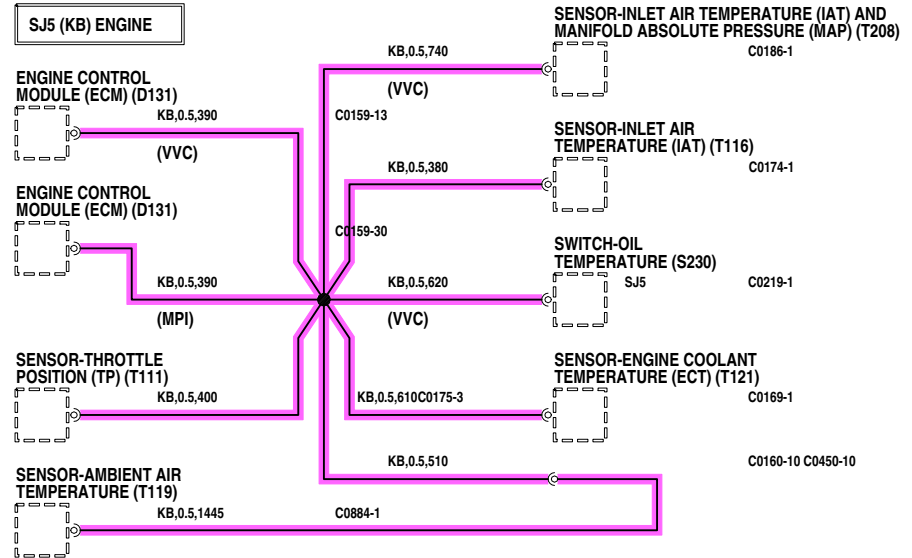 SJ5 (KB) ENGINE
SENSOR-INLET AIR TEMPERATURE (IAT) AND
MANIFOLD ABSOLUTE PRESSURE (MAP) (T208)
KB,0.5,740
C0186-1
(VVC)
ENGINE CONTROL
MODULE (ECM) (D131)
KB,0.5,390
C0159-13
(VVC)
SENSOR-INLET AIR
TEMPERATURE (IAT) (T116)
KB,0.5,380
C0174-1
ENGINE CONTROL
MODULE (ECM) (D131)
C0159-30
SWITCH-OIL
TEMPERATURE (S230)
KB,0.5,390
KB,0.5,620
SJ5
C0219-1
(MPI)
(VVC)
SENSOR-THROTTLE
POSITION (TP) (T111)
KB,0.5,400
SENSOR-ENGINE COOLANT
TEMPERATURE (ECT) (T121)
KB,0.5,610C0175-3
C0169-1
KB,0.5,510
C0160-10 C0450-10
SENSOR-AMBIENT AIR
TEMPERATURE (T119)
KB,0.5,1445
C0884-1